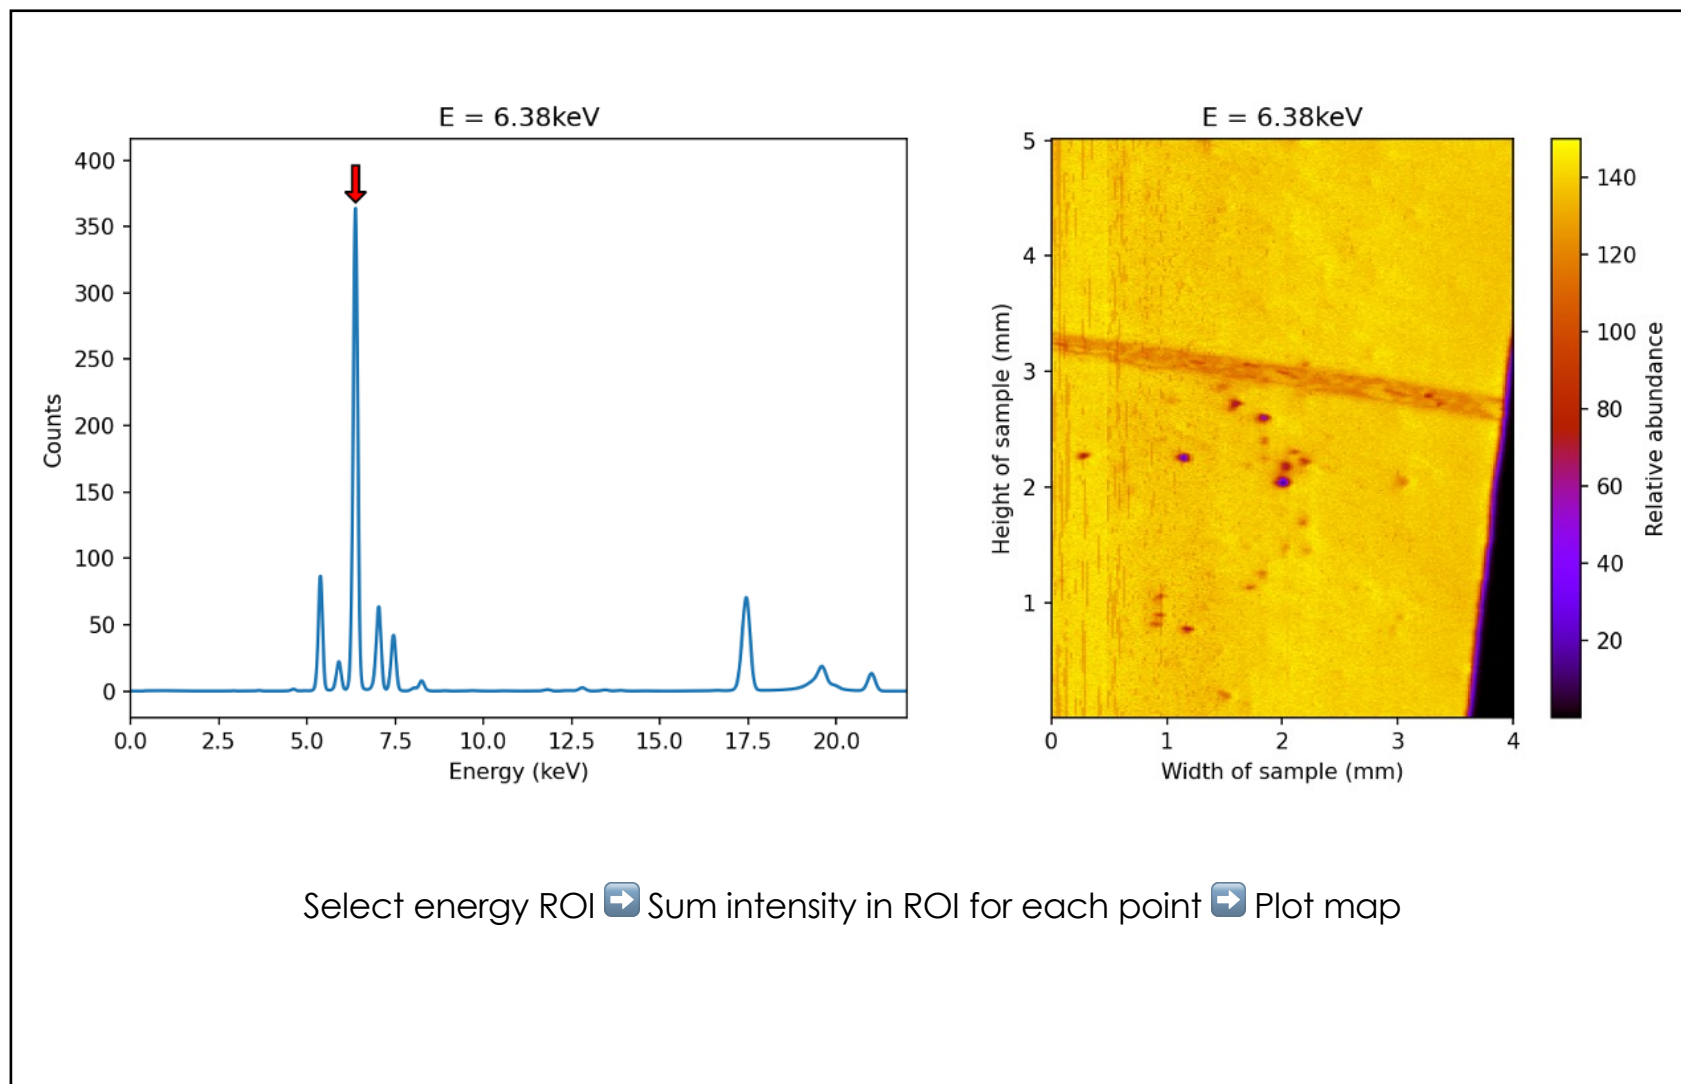 E = 6.38keV
400
350
300
250
200
150
100
50
0
Counts
0.0 2.5 5.0 7.5 10.0 12.5 15.0 17.5 20.0
Energy (keV)
E = 6.38keV
5
4
3
2
1
Height of sample (mm)
0 1 2 3 4
Width of sample (mm)
140
120
100
80
60
40
20
Relative abundance
Select energy ROI ➡ Sum intensity in ROI for each point ➡ Plot map